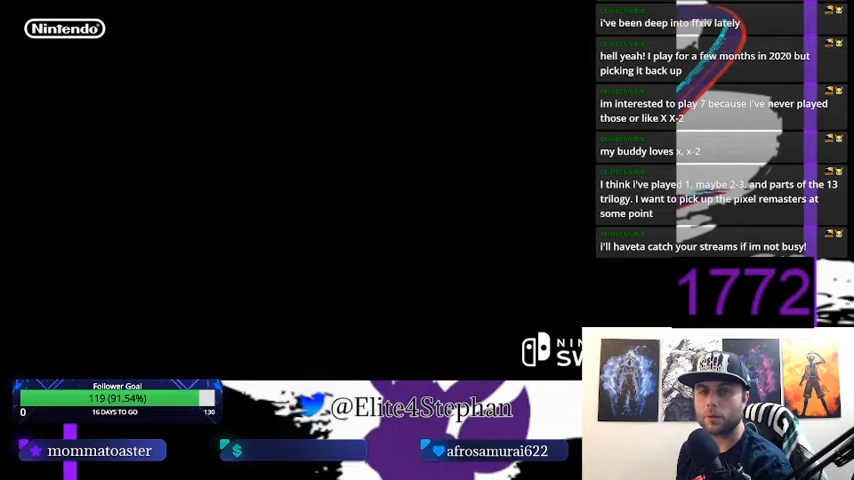 Nintendo
i've been deep into ffxiv lately
hell yeah! I play for a few months in 2020 but
picking it back up
im interested to play 7 because i've never played
those or like X X-2
my buddy loves x, x-2
I think i've played 1, maybe 2-3. and parts of the 13
trilogy. I want to pick up the pixel remasters at
some point
i'll haveta catch your streams if im not busy!
1772
Follower Goal
119 (91.54%)
0
16 DAYS TO GO
130
@Elite4Stephan
mommatoaster
$
afrosamurai622